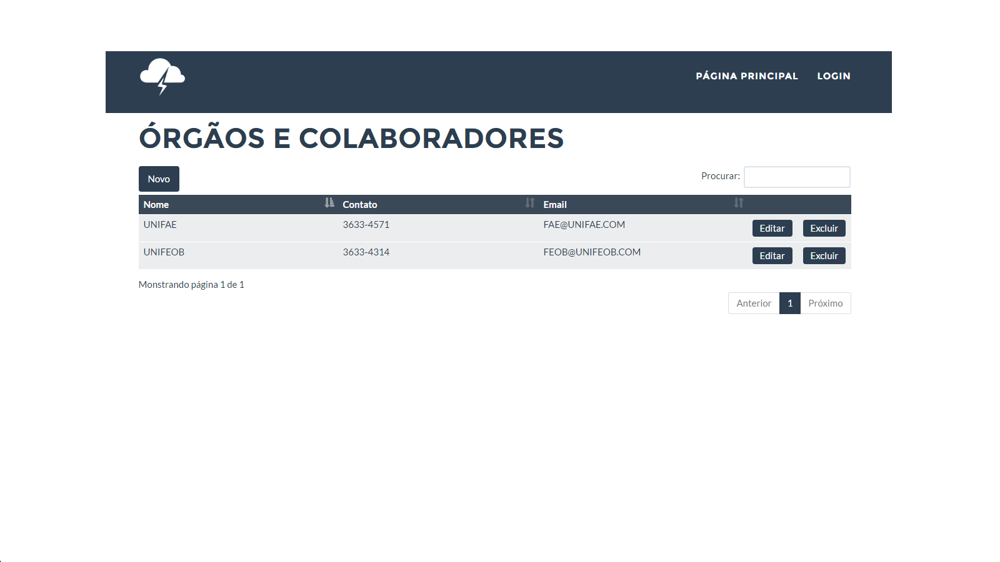 PÁGINA PRINCIPAL LOGIN
ÓRGÃOS E COLABORADORES
Novo Procurar:
Nome Contato Email
UNIFAE 3633-4571 FAE@UNIFAE.COM Editar Excluir
UNIFEOB 3633-4314 FEOB@UNIFEOB.COM Editar Excluir
Monstrando página 1 de 1
Anterior 1 Próximo